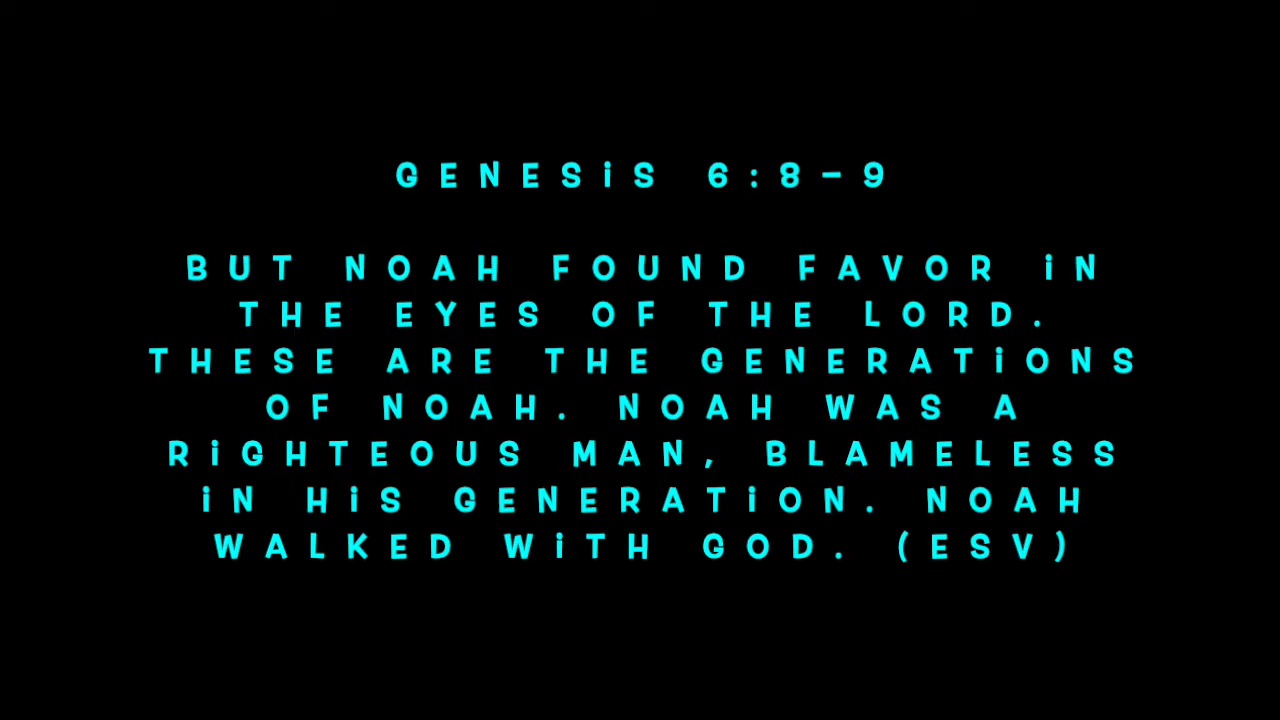 GENESiS 6:8-9
BUT NOAH FOUND FAVOR iN
THE EYES OF THE LORD.
THESE ARE THE GENERATiONS
OF NOAH. NOAH WAS A
RiGHTEOUS MAN, BLAMELESS
iN HiS GENERATiON. NOAH
WALKED WiTH GOD. (ESV)